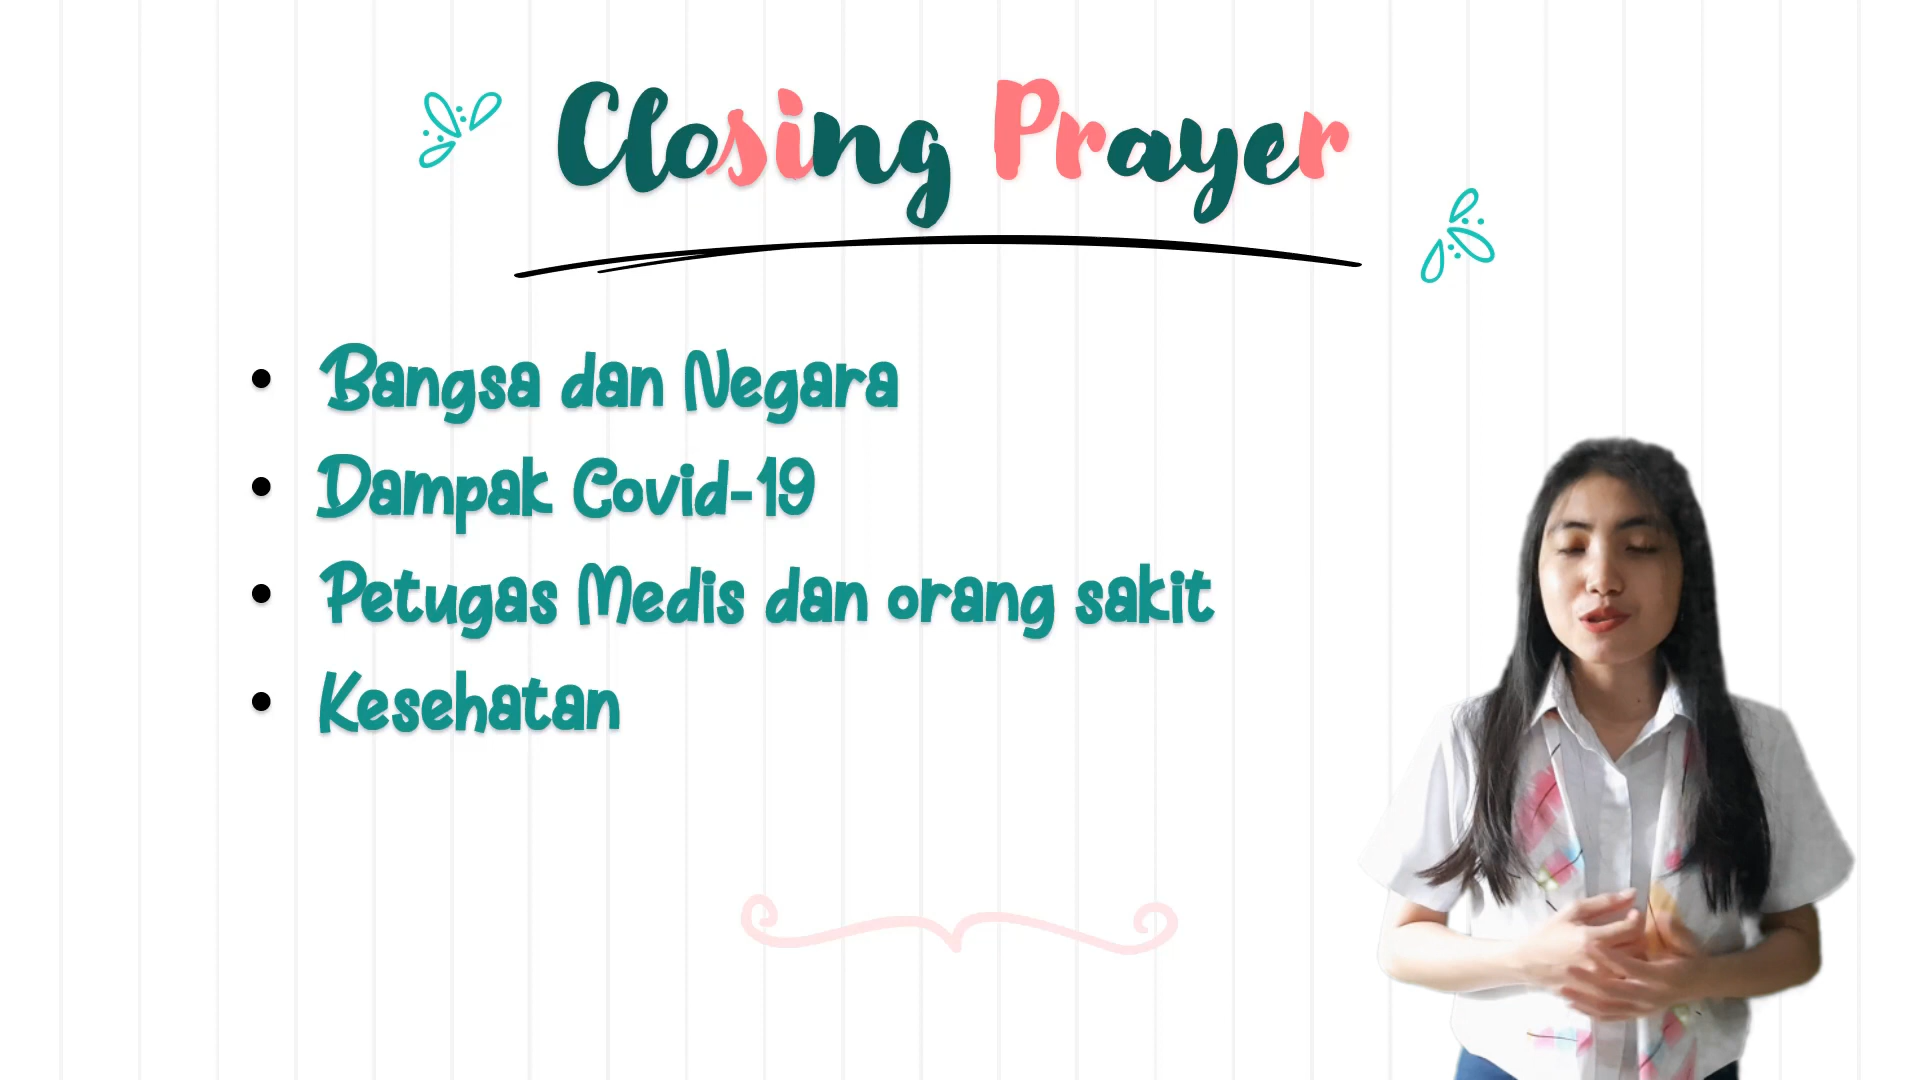 Closing Prayer
Bangsa dan Negara
Dampak Covid-19
Petugas Medis dan orang sakit
Kesehatan